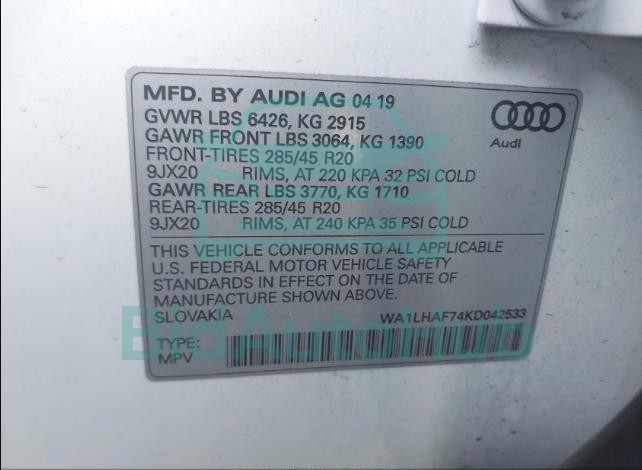 MFD. BY AUDI AG 04 19
GVWR LBS 6426, KG 2915
GAWR FRONT LBS 3064, KG 1390
FRONT-TIRES 285/45 R20
9JX20 RIMS, AT 220 KPA 32 PSI COLD
GAWR REAR LBS 3770, KG 1710
REAR-TIRES 285/45 R20
9JX20 RIMS, AT 240 KPA 35 PSI COLD
Audi
THIS VEHICLE CONFORMS TO ALL APPLICABLE
U.S. FEDERAL MOTOR VEHICLE SAFETY
STANDARDS IN EFFECT ON THE DATE OF
MANUFACTURE SHOWN ABOVE.
SLOVAKIA WA1LHAF74KD042533
TYPE:
MPV